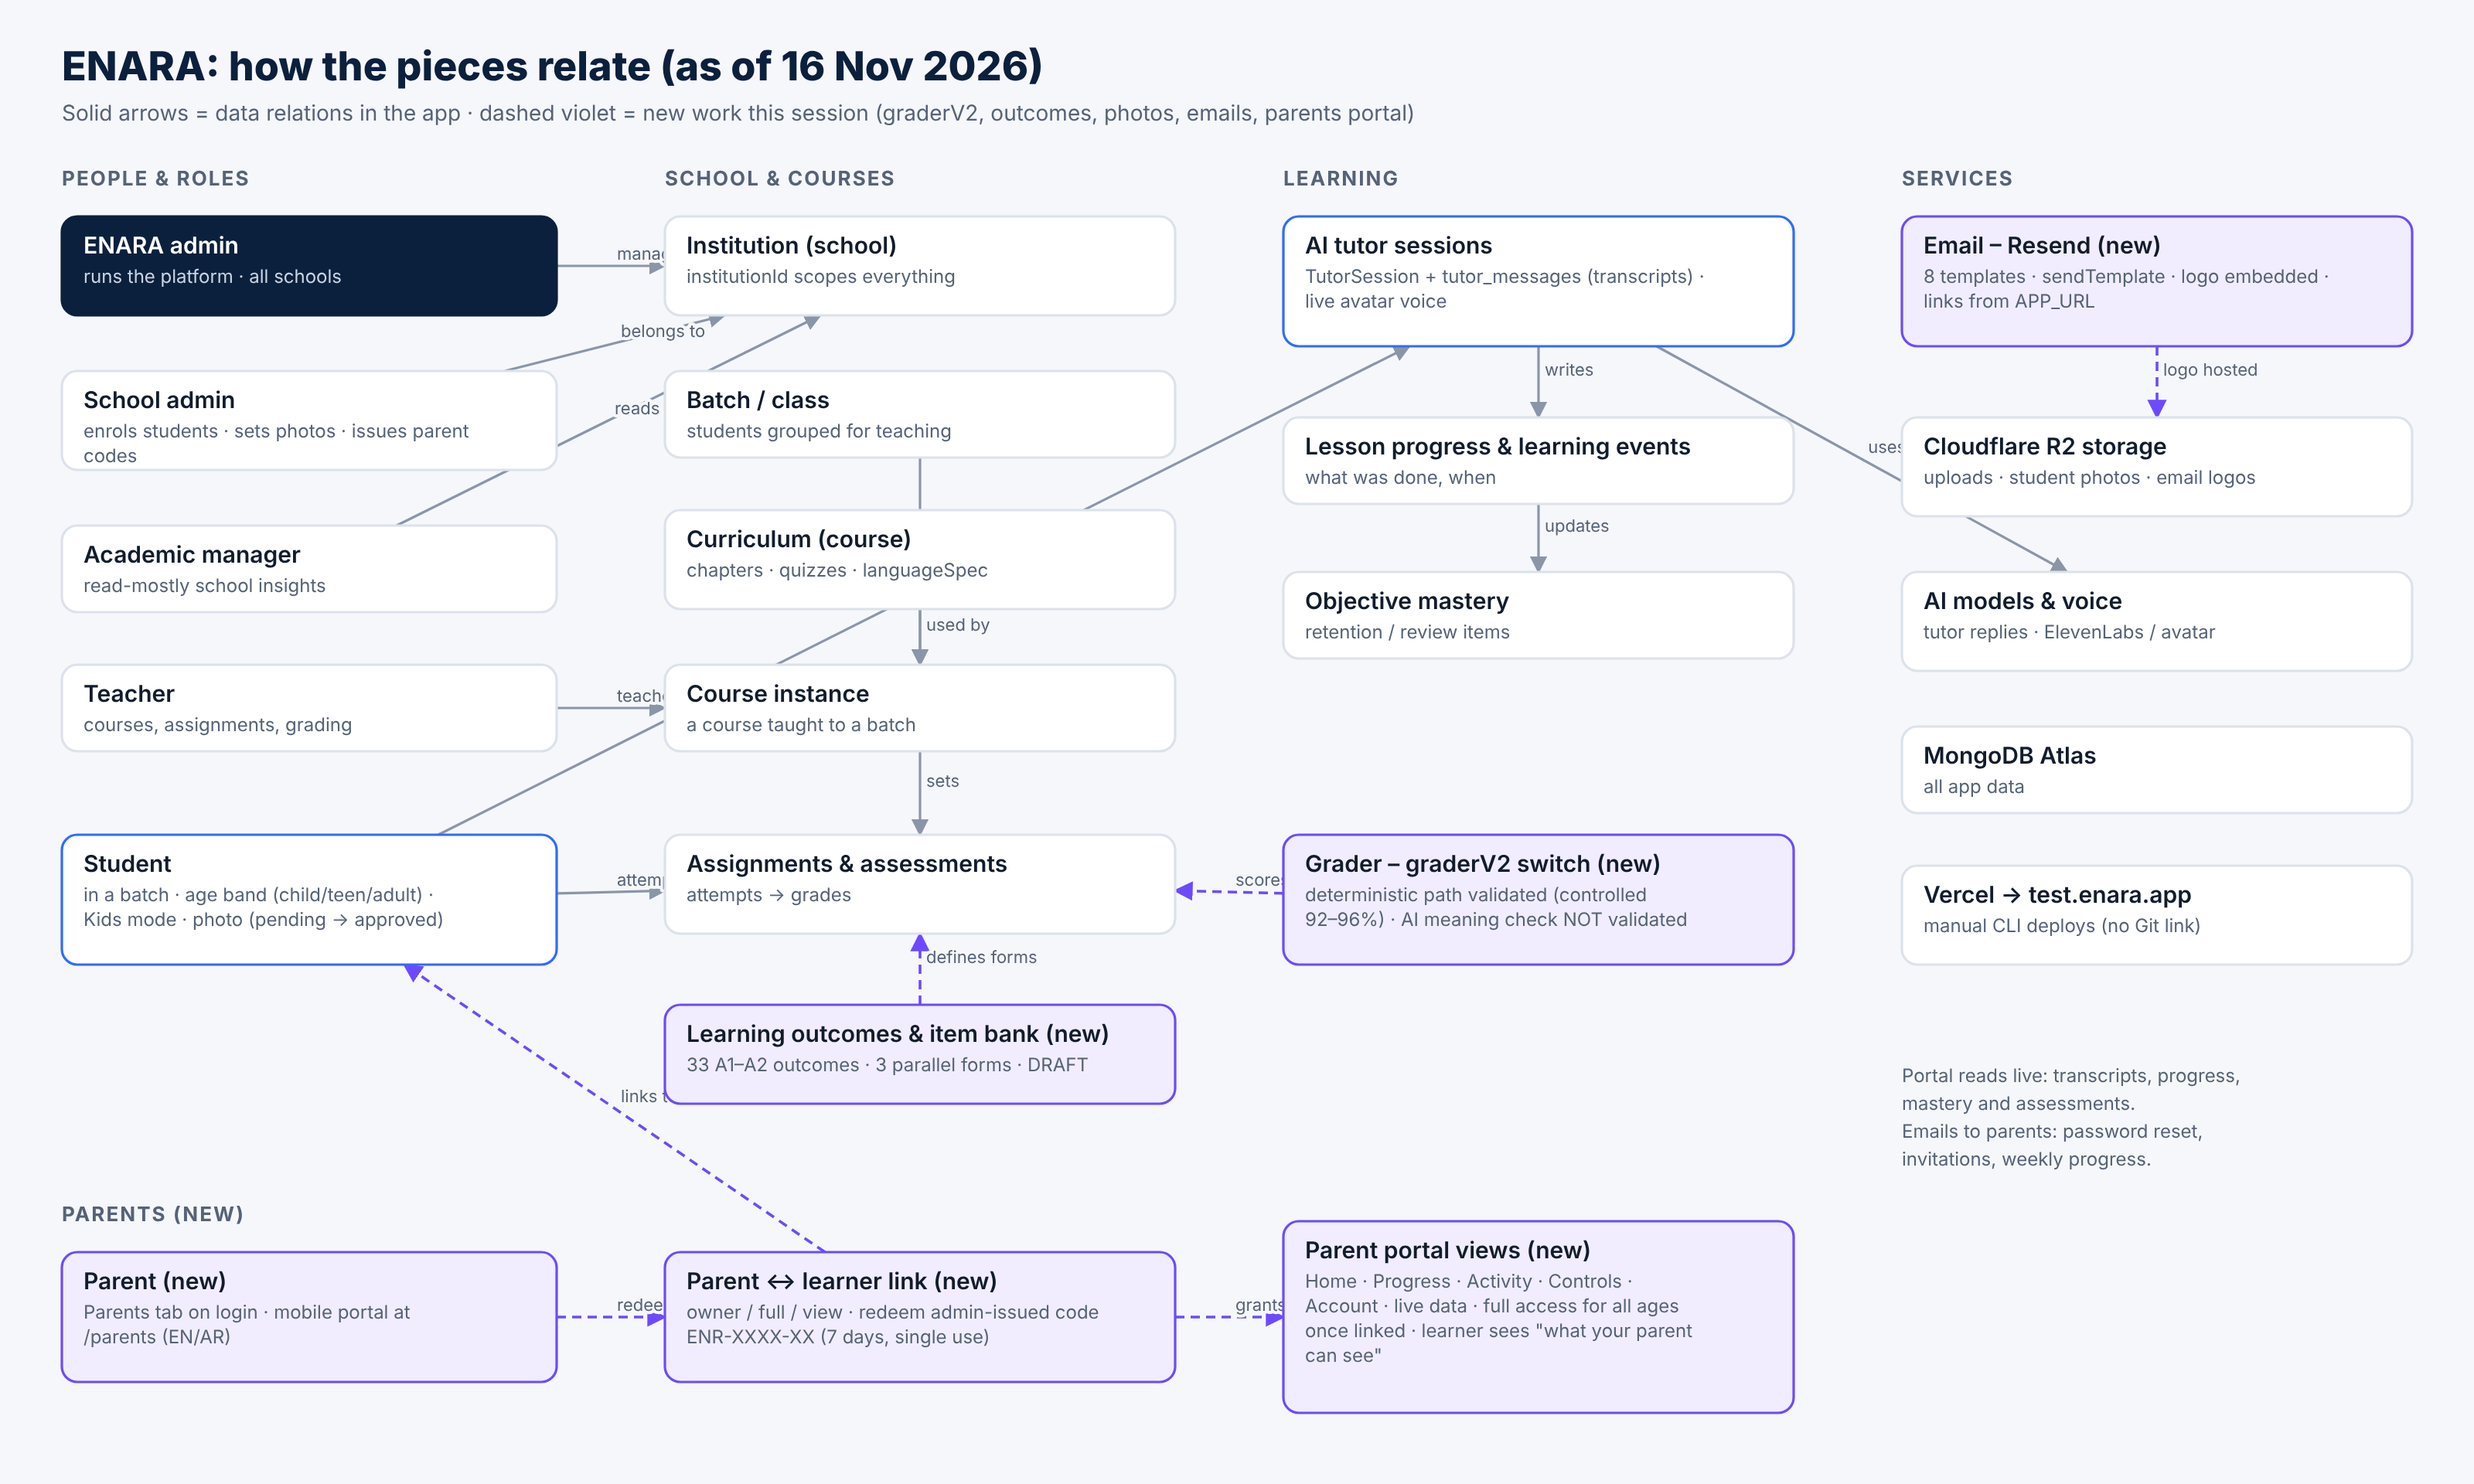 ENARA: how the pieces relate (as of 16 Nov 2026)
Solid arrows = data relations in the app · dashed violet = new work this session (graderV2, outcomes, photos, emails, parents portal)
PEOPLE & ROLES
ENARA admin
runs the platform · all schools
School admin
enrols students · sets photos · issues parent
codes
Academic manager
read-mostly school insights
Teacher
courses, assignments, grading
Student
in a batch · age band (child/teen/adult) ·
Kids mode · photo (pending → approved)
belongs to
reads
SCHOOL & COURSES
Institution (school)
institutionId scopes everything
Batch / class
students grouped for teaching
Curriculum (course)
chapters · quizzes · languageSpec
used by
Course instance
a course taught to a batch
sets
Assignments & assessments
attempts → grades
defines forms
Learning outcomes & item bank (new)
33 A1–A2 outcomes · 3 parallel forms · DRAFT
links
LEARNING
AI tutor sessions
TutorSession + tutor_messages (transcripts) ·
live avatar voice
writes
Lesson progress & learning events
what was done, when
updates
Objective mastery
retention / review items
scores
Grader – graderV2 switch (new)
deterministic path validated (controlled
92–96%) · AI meaning check NOT validated
SERVICES
Email – Resend (new)
8 templates · sendTemplate · logo embedded ·
links from APP_URL
logo hosted
uses
Cloudflare R2 storage
uploads · student photos · email logos
AI models & voice
tutor replies · ElevenLabs / avatar
MongoDB Atlas
all app data
Vercel → test.enara.app
manual CLI deploys (no Git link)
Portal reads live: transcripts, progress,
mastery and assessments.
Emails to parents: password reset,
invitations, weekly progress.
PARENTS (NEW)
Parent (new)
Parents tab on login · mobile portal at
/parents (EN/AR)
Parent ↔ learner link (new)
owner / full / view · redeem admin-issued code
ENR-XXXX-XX (7 days, single use)
grants
Parent portal views (new)
Home · Progress · Activity · Controls ·
Account · live data · full access for all ages
once linked · learner sees "what your parent
can see"